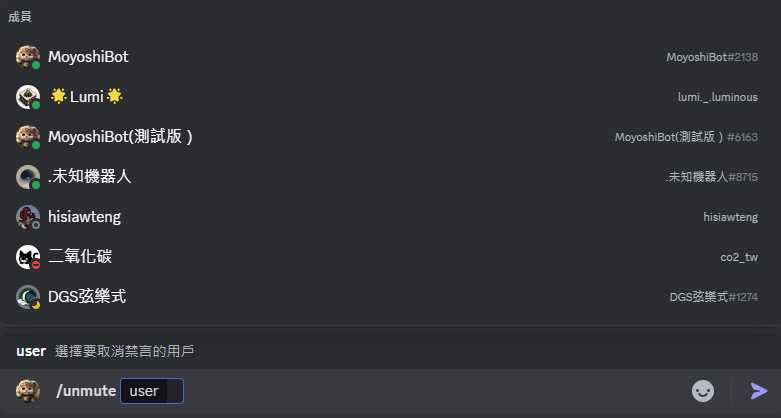 成員
MoyoshiBot MoyoshiBot#2138
🌟Lumi🌟 lumi._.luminous
MoyoshiBot(測試版) MoyoshiBot(測試版) #6163
.未知機器人 .未知機器人#8715
hisiawteng hisiawteng
二氧化碳 co2_tw
DGS弦樂式 DGS弦樂式#1274
user 選擇要取消禁言的用戶
/unmute user